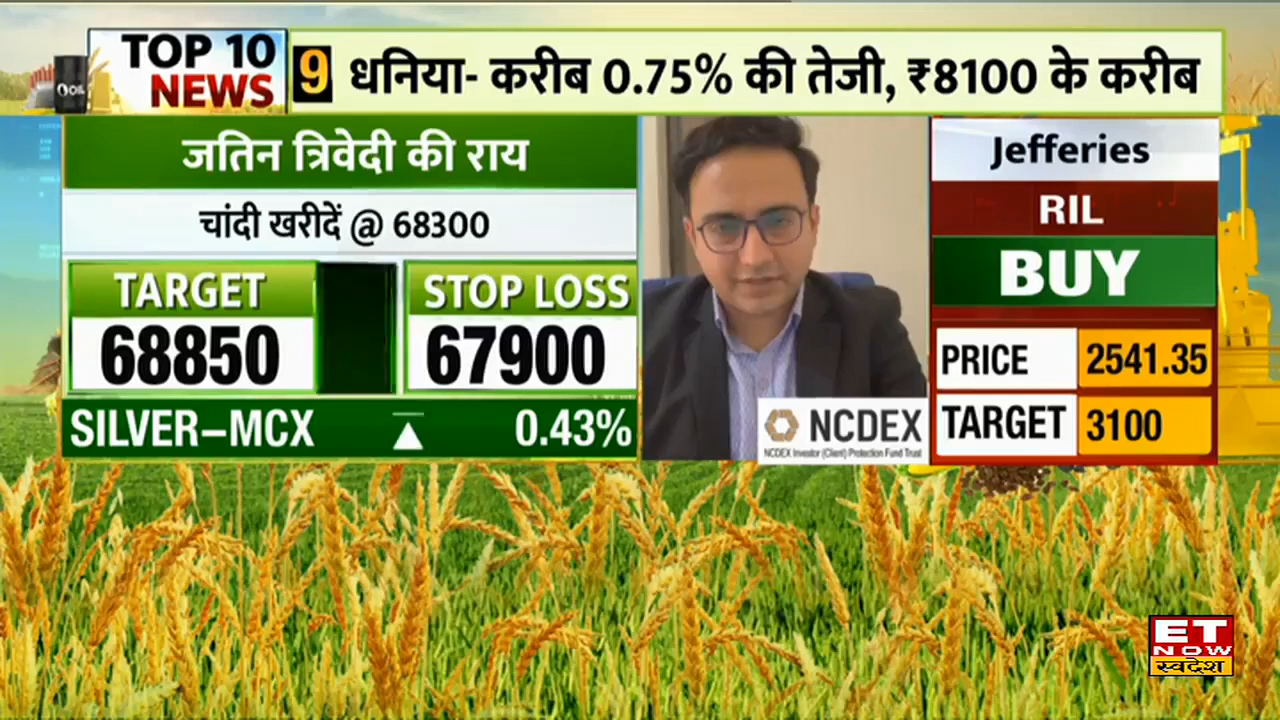 TOP 10
NEWS
9 धनिया- करीब 0.75% की तेजी, ₹8100 के करीब
OIL
जतिन त्रिवेदी की राय
चांदी खरीदें @ 68300
TARGET
68850
STOP LOSS
67900
SILVER–MCX 0.43%
NCDEX
NCDEX Investor (Client) Protection Fund Trust
Jefferies
RIL
BUY
PRICE 2541.35
TARGET 3100
ET
NOW
स्वदेश